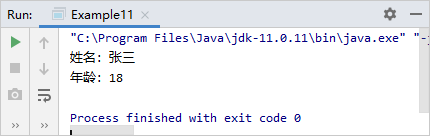 Run: Example11
"C:\Program Files\Java\jdk-11.0.11\bin\java.exe" "-j
姓名: 张三
年龄: 18
Process finished with exit code 0